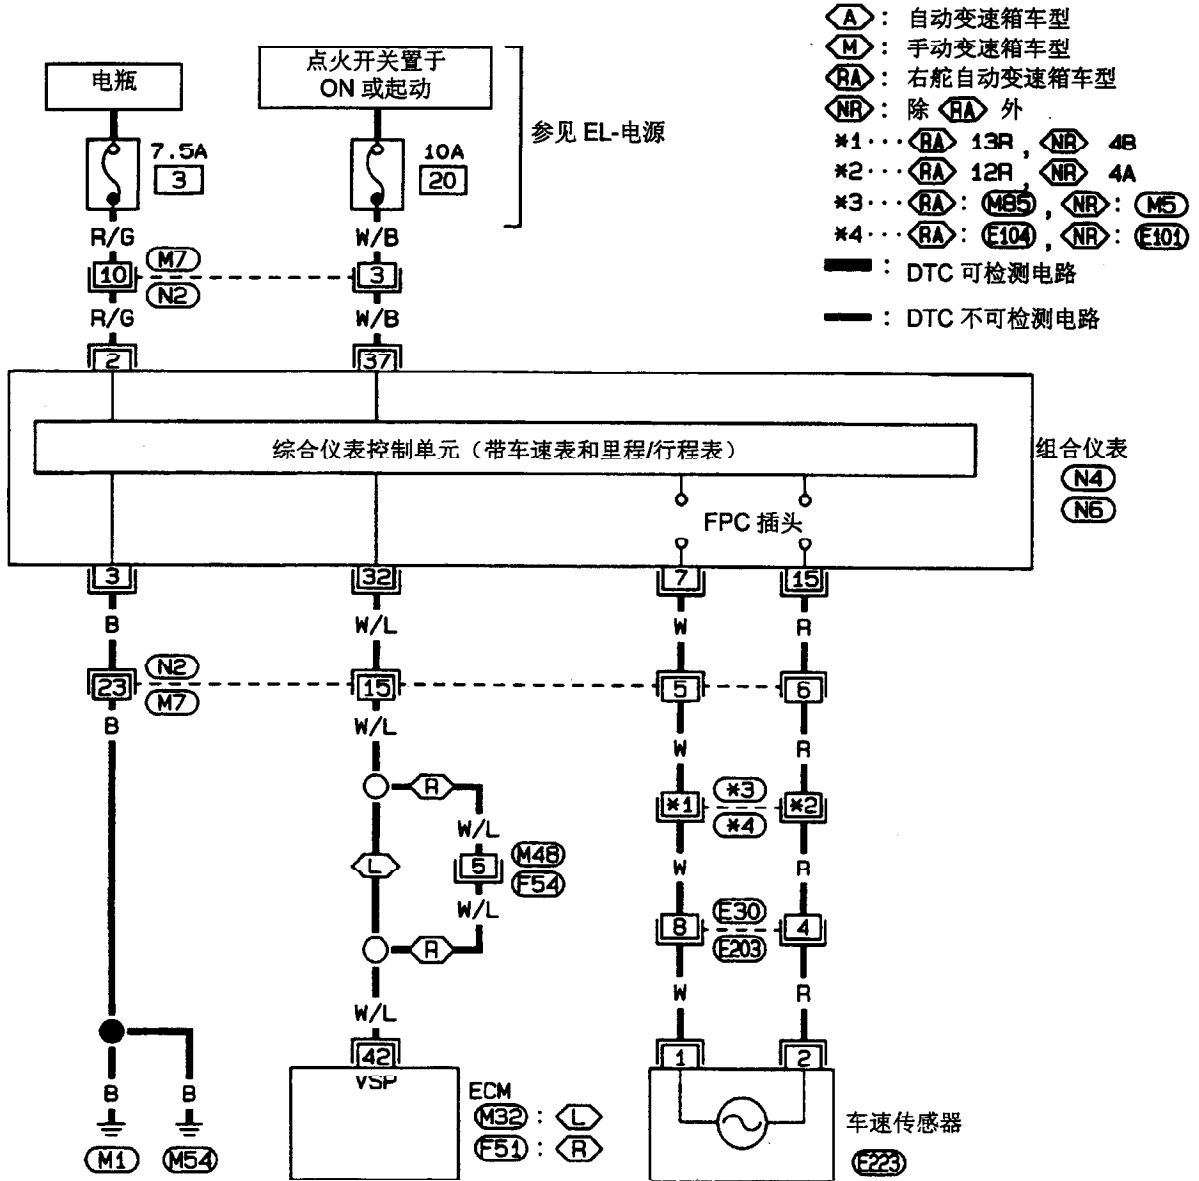 A : 自动变速箱车型
M : 手动变速箱车型
RA : 右舵自动变速箱车型
NR : 除 RA 外
*1··· RA 13R , NR 4B
*2··· RA 12R , NR 4A
*3··· RA : M85 , NR : M5
*4··· RA : E104 , NR : E101
: DTC 可检测电路
: DTC 不可检测电路
电瓶
点火开关置于
ON 或起动
参见 EL-电源
7.5A
3
10A
20
R/G
W/B
10
M7
N2
3
R/G
W/B
2
37
综合仪表控制单元（带车速表和里程/行程表）
组合仪表
N4
N6
FPC 插头
3
32
7
15
B
W/L
W
R
23
N2
M7
15
5
6
B
W/L
W
R
R
W/L
L
5
M48
F54
W/L
R
*1
*3
*4
*2
W
R
8
E30
E203
4
W/L
W
R
42
1
2
VSP
ECM
M32 : L
F51 : R
B
B
M1
M54
车速传感器
E223